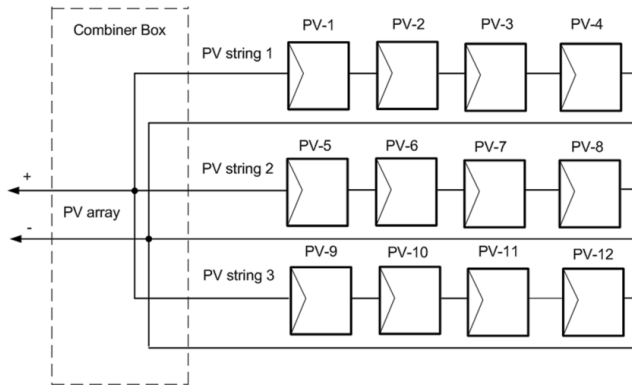 Combiner Box
PV-1 PV-2 PV-3 PV-4
PV string 1
PV-5 PV-6 PV-7 PV-8
+
PV string 2
PV array
-
PV-9 PV-10 PV-11 PV-12
PV string 3